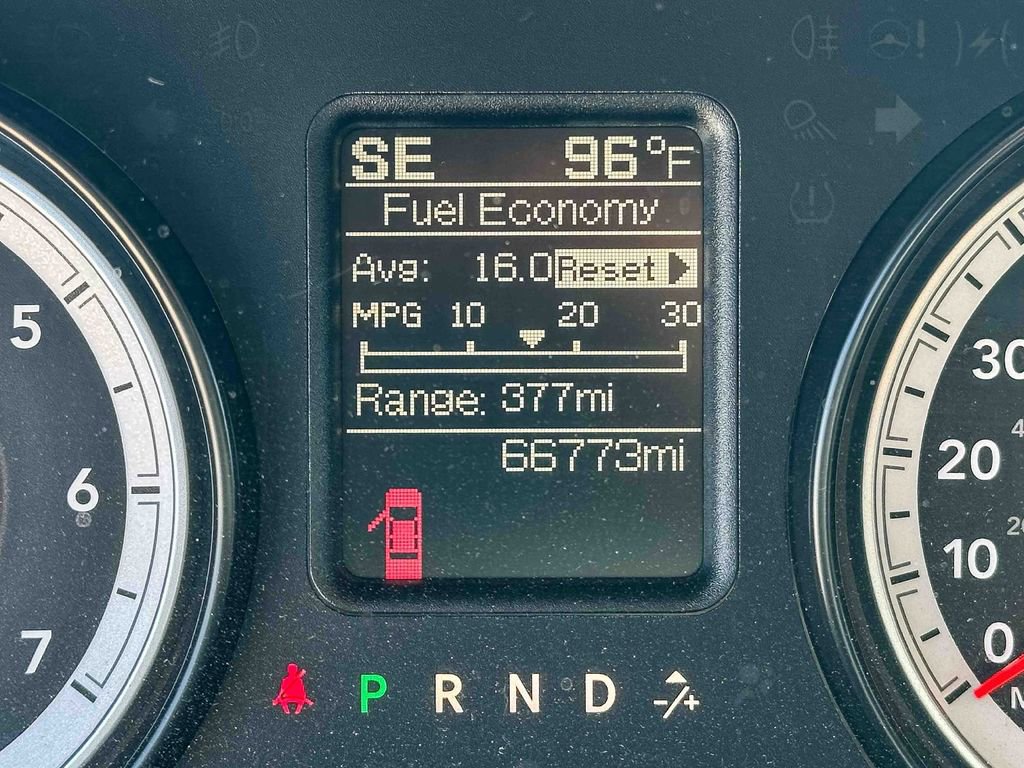 SE 96°F
Fuel Economy
Avg: 16.0 Reset
MPG 10 20 30
Range: 377mi
66773mi
P R N D -/+
5
6
7
30
20
10
0